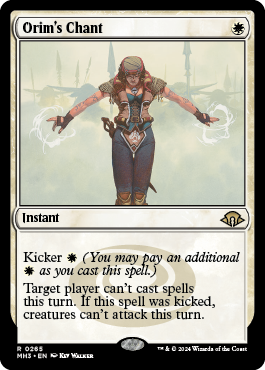 Orim's Chant
Instant
Kicker (You may pay an additional
as you cast this spell.)
Target player can't cast spells
this turn. If this spell was kicked,
creatures can't attack this turn.
R 0265
MH3 • EN Kev Walker
™ & © 2024 Wizards of the Coast